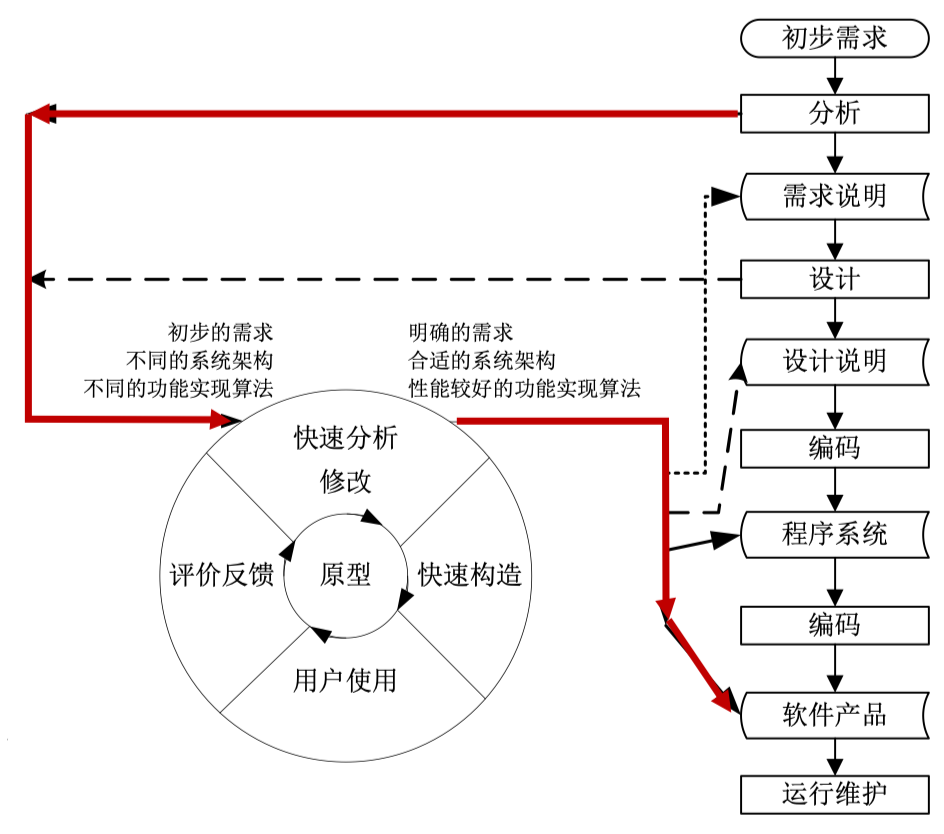 初步需求
分析
需求说明
设计
初步的需求
不同的系统架构
不同的功能实现算法
明确的需求
合适的系统架构
性能较好的功能实现算法
设计说明
快速分析
修改
编码
程序系统
评价反馈
原型
快速构造
编码
用户使用
软件产品
运行维护